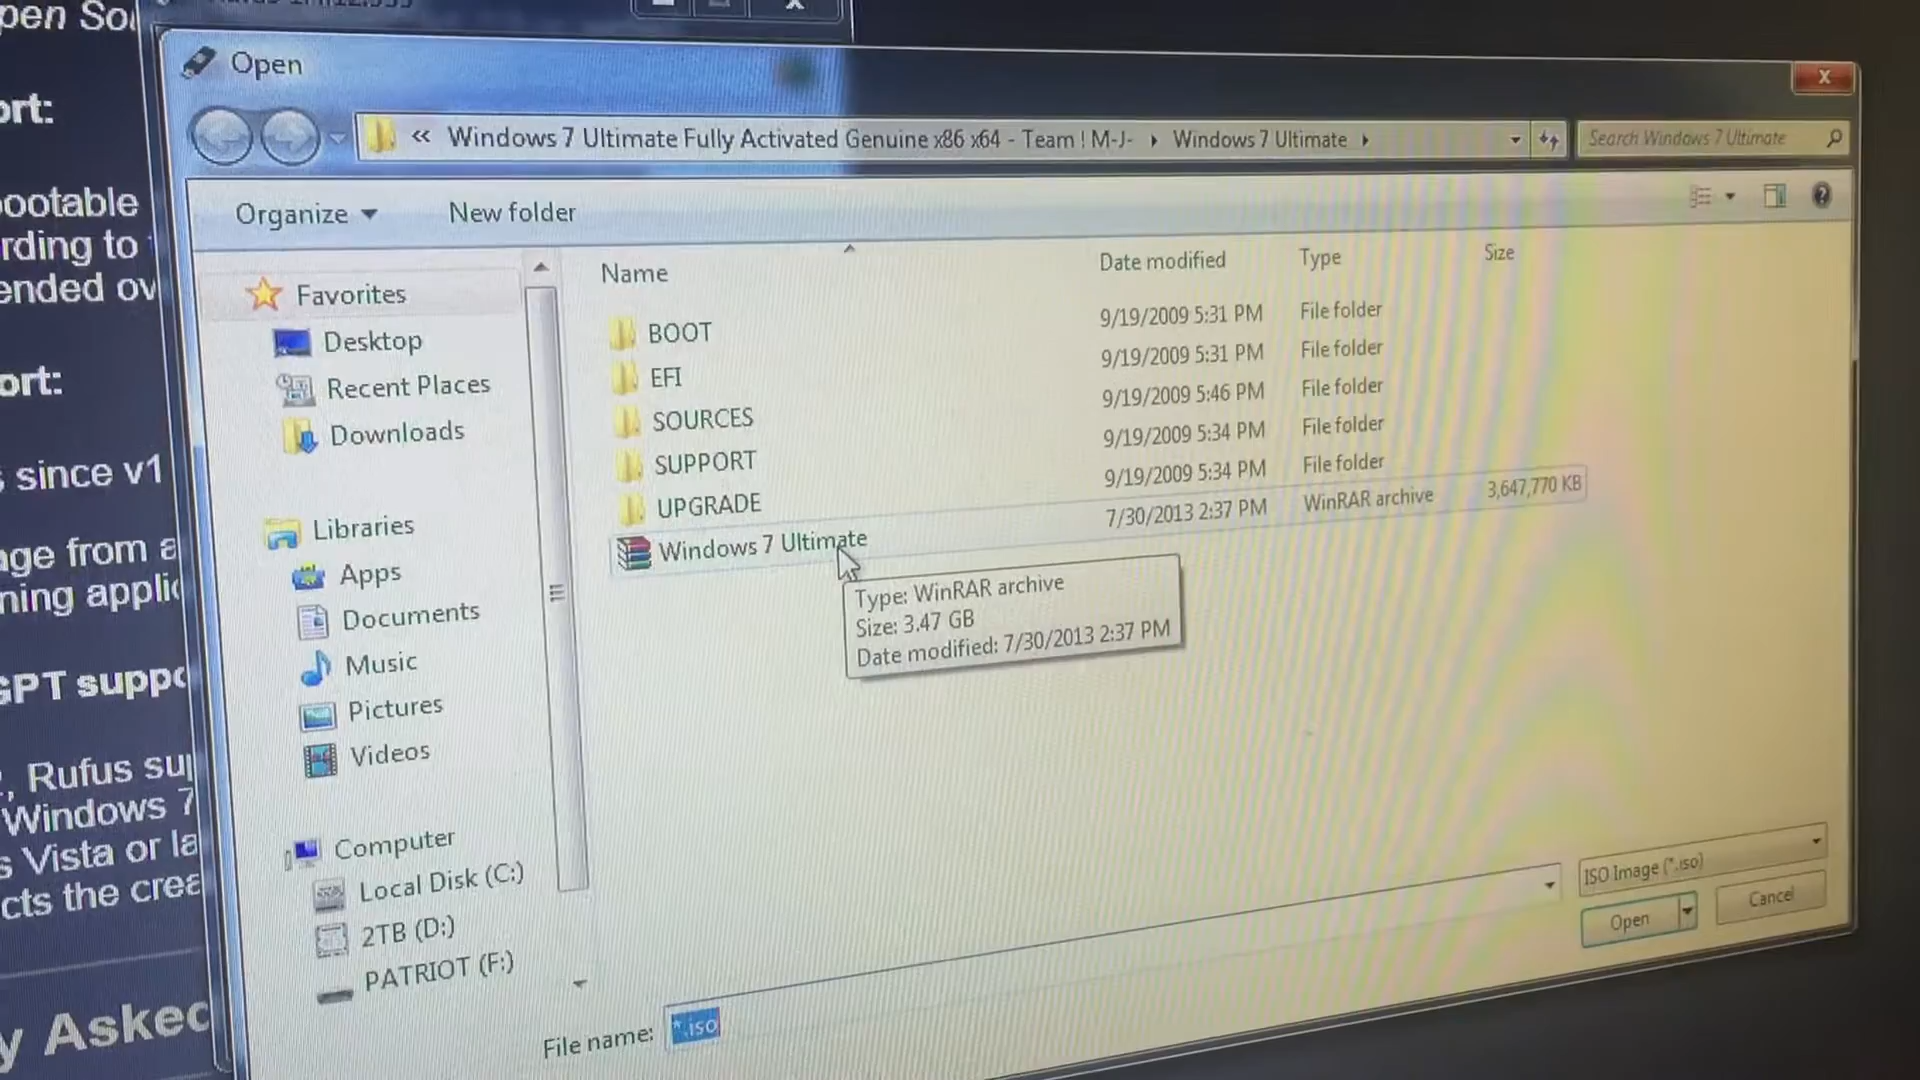 pen Sou
ort:
ootable
rding to
ended ov
ort:
s since v1
age from a
ning applic
GPT suppo
, Rufus sup
Windows 7
s Vista or la
cts the crea
y Asked
Open
x
« Windows 7 Ultimate Fully Activated Genuine x86 x64 - Team ! M-J- Windows 7 Ultimate
Search Windows 7 Ultimate
Organize New folder
Favorites
Desktop
Recent Places
Downloads
Libraries
Apps
Documents
Music
Pictures
Videos
Computer
Local Disk (C:)
2TB (D:)
PATRIOT (F:)
Name Date modified Type Size
BOOT 9/19/2009 5:31 PM File folder
EFI 9/19/2009 5:31 PM File folder
SOURCES 9/19/2009 5:46 PM File folder
SUPPORT 9/19/2009 5:34 PM File folder
UPGRADE 9/19/2009 5:34 PM File folder
Windows 7 Ultimate 7/30/2013 2:37 PM WinRAR archive 3,647,770 KB
Type: WinRAR archive
Size: 3.47 GB
Date modified: 7/30/2013 2:37 PM
File name: *.iso
ISO Image (*.iso)
Open Cancel